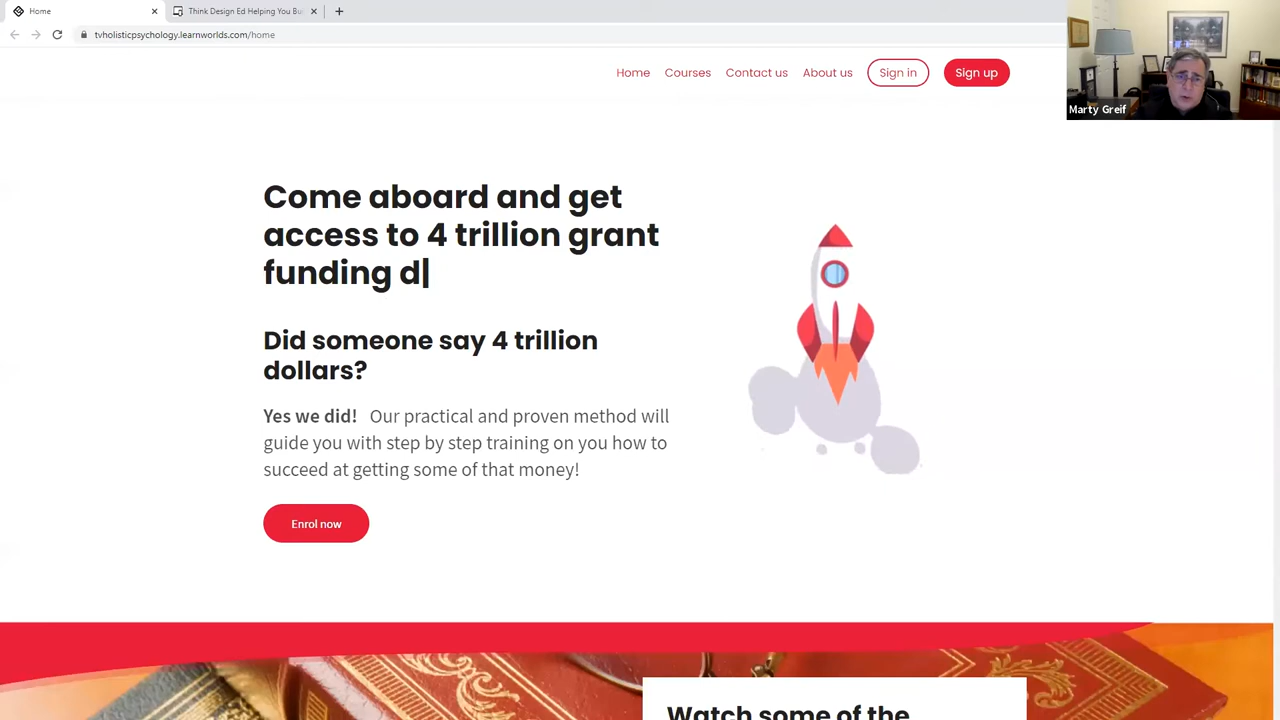 Home
Think Design Ed Helping You Bu
tvholisticpsychology.learnworlds.com/home
Home Courses Contact us About us Sign in Sign up
Marty Greif
Come aboard and get
access to 4 trillion grant
funding d|
Did someone say 4 trillion
dollars?
Yes we did! Our practical and proven method will
guide you with step by step training on you how to
succeed at getting some of that money!
Enrol now
Watch some of the